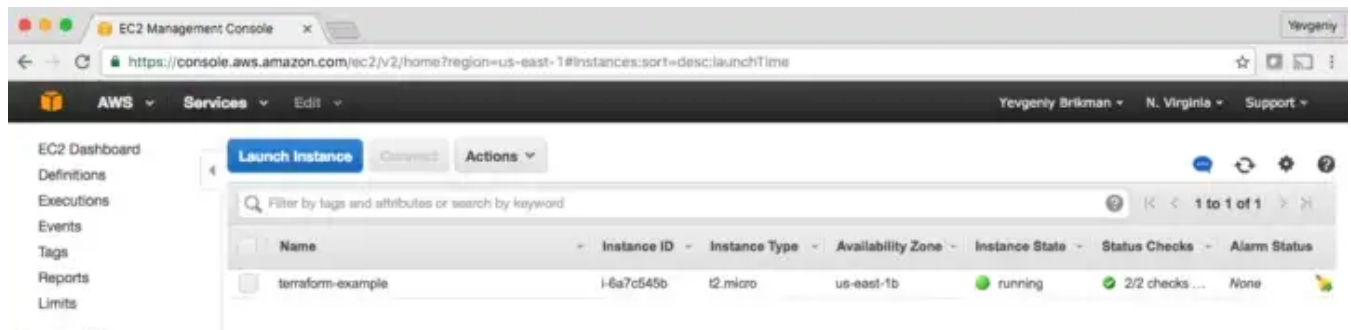 EC2 Management Console
Yevgeniy
https://console.aws.amazon.com/ec2/v2/home?region=us-east-1#Instances:sort=desc:launchTime
AWS Services Edit Yevgeniy Brikman N. Virginia Support
EC2 Dashboard
Definitions
Executions
Events
Tags
Reports
Limits
Launch Instance Connect Actions
Filter by tags and attributes or search by keyword
1 to 1 of 1
Name Instance ID Instance Type Availability Zone Instance State Status Checks Alarm Status
terraform-example i-6a7c545b t2.micro us-east-1b running 2/2 checks ... None